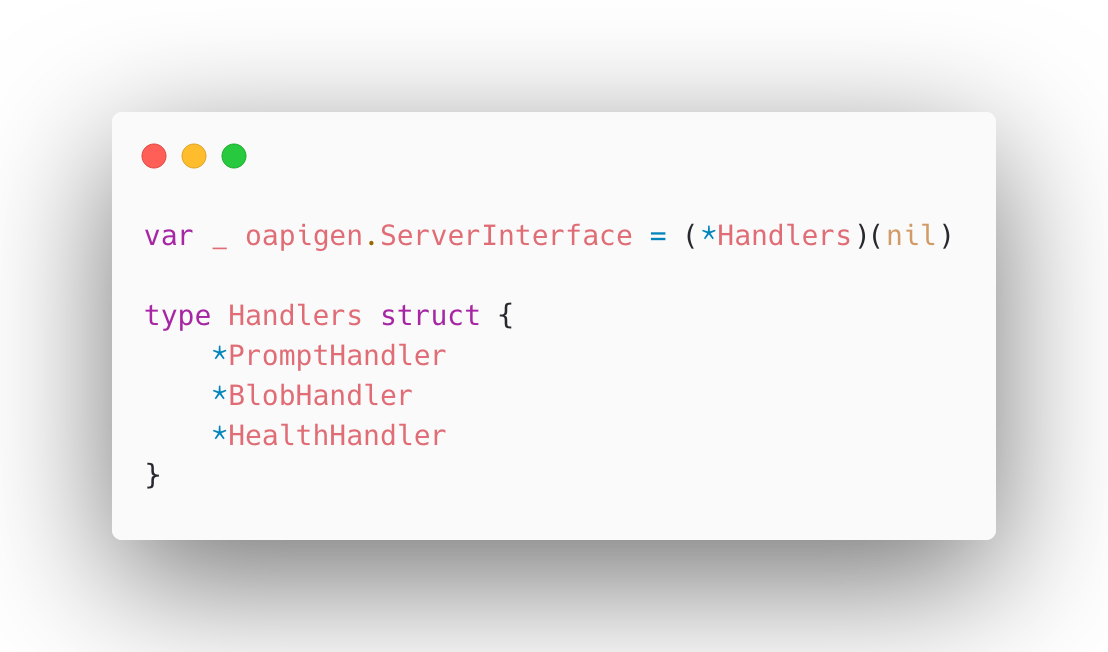 var _ oapigen.ServerInterface = (*Handlers)(nil)
type Handlers struct {
    *PromptHandler
    *BlobHandler
    *HealthHandler
}